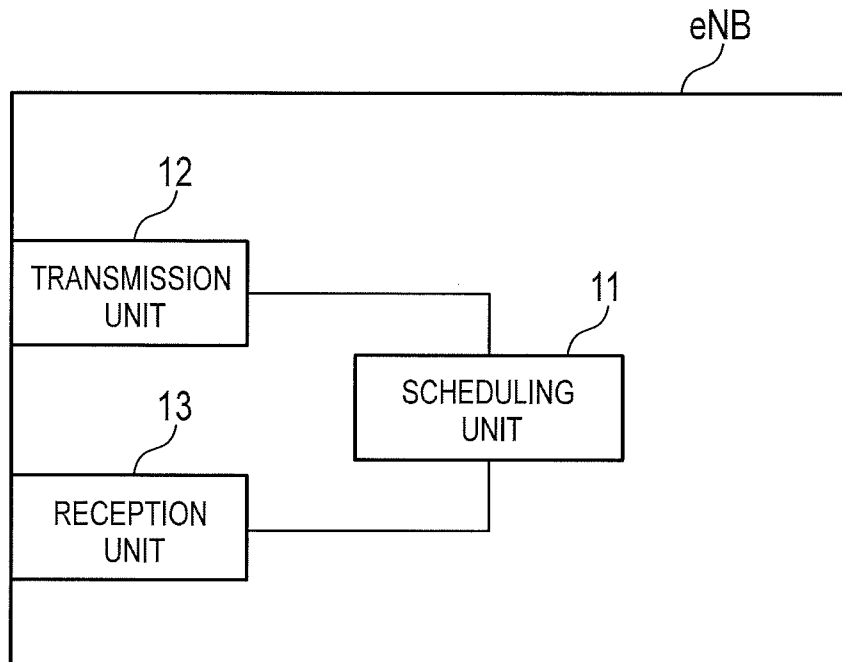 eNB
12
TRANSMISSION
UNIT
11
SCHEDULING
UNIT
13
RECEPTION
UNIT